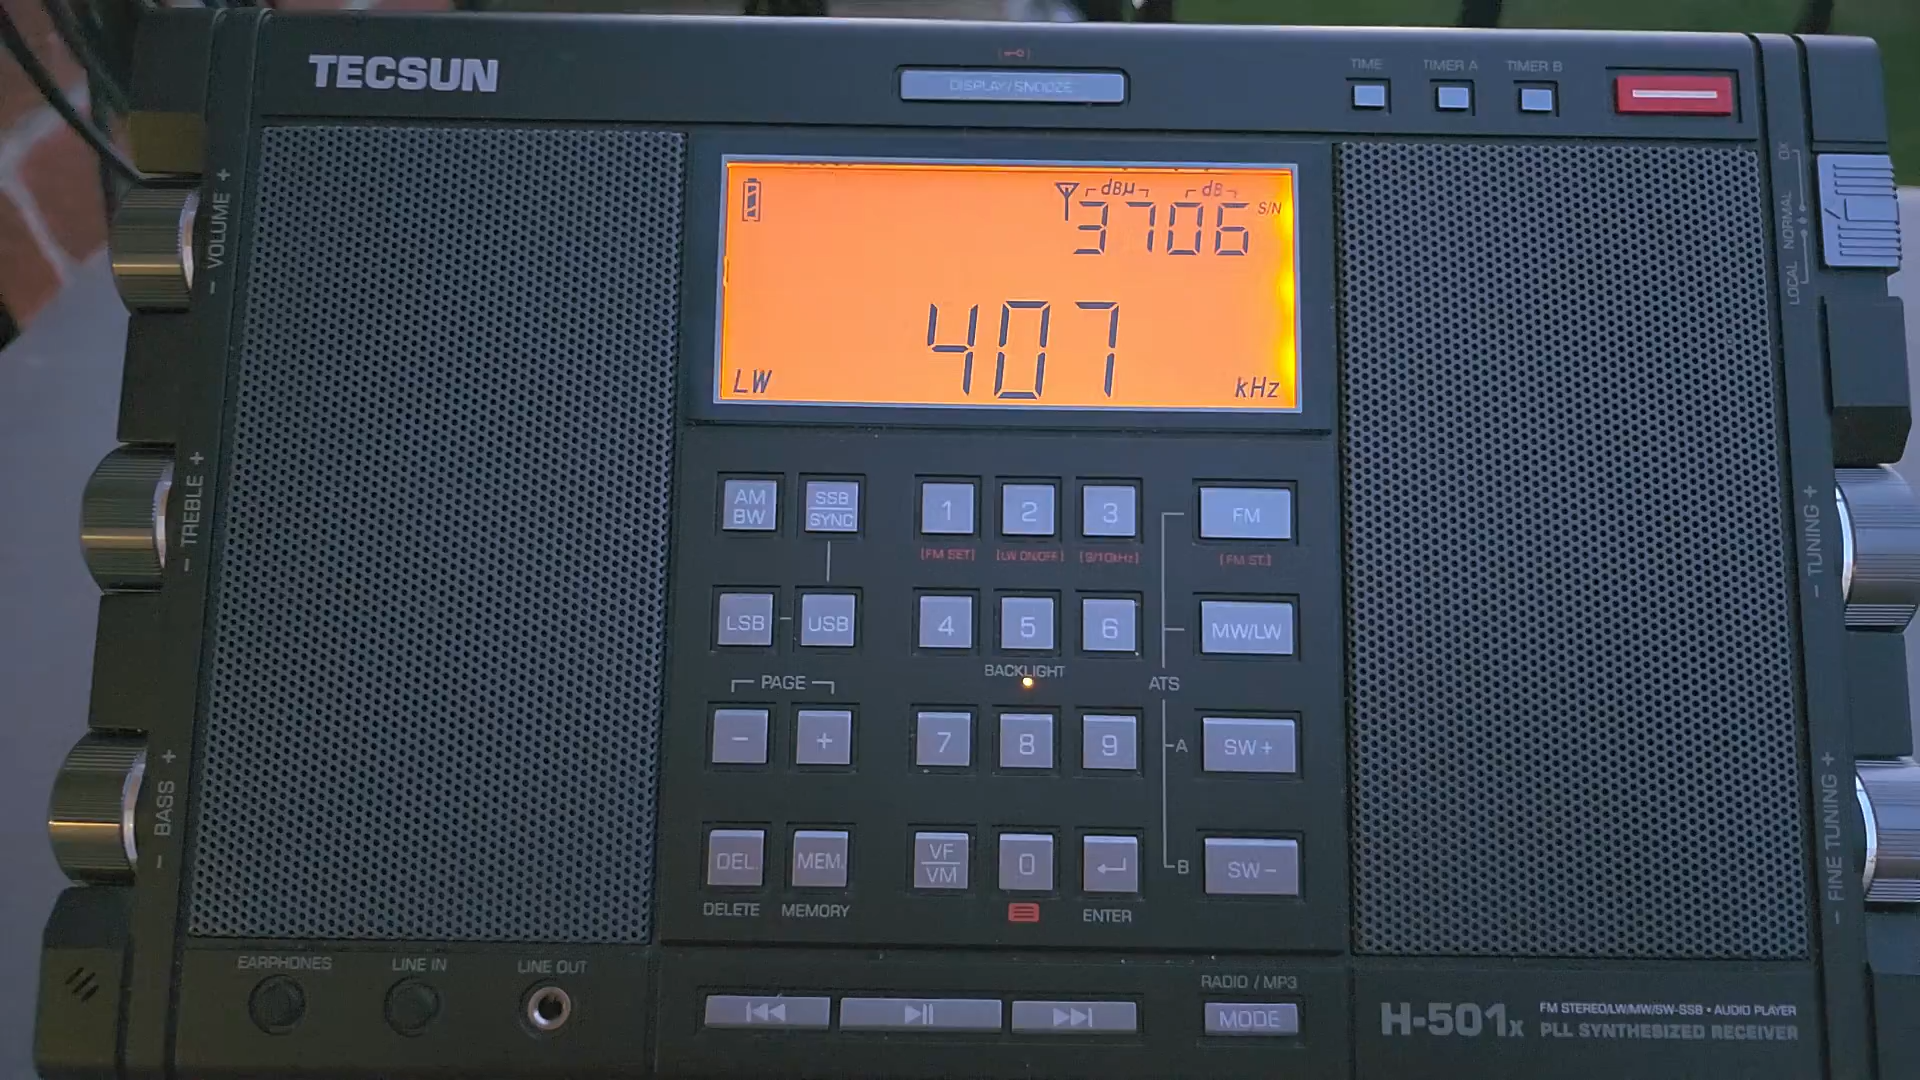 TECSUN
DISPLAY/SNOOZE
TIME
TIMER A
TIMER B
dBµ
dB
3706
S/N
407
LW
kHz
- VOLUME +
- TREBLE +
- BASS +
LOCAL NORMAL DX
- TUNING +
- FINE TUNING +
AM
BW
SSB
SYNC
1
2
3
FM
[FM SET]
[LW ON/OFF]
[9/10kHz]
[FM ST.]
LSB
USB
4
5
6
MW/LW
BACKLIGHT
PAGE
ATS
-
+
7
8
9
A
SW+
DEL.
MEM.
VF
VM
0
B
SW-
DELETE
MEMORY
ENTER
EARPHONES
LINE IN
LINE OUT
RADIO / MP3
MODE
H-501x
FM STEREO/LW/MW/SW-SSB • AUDIO PLAYER
PLL SYNTHESIZED RECEIVER